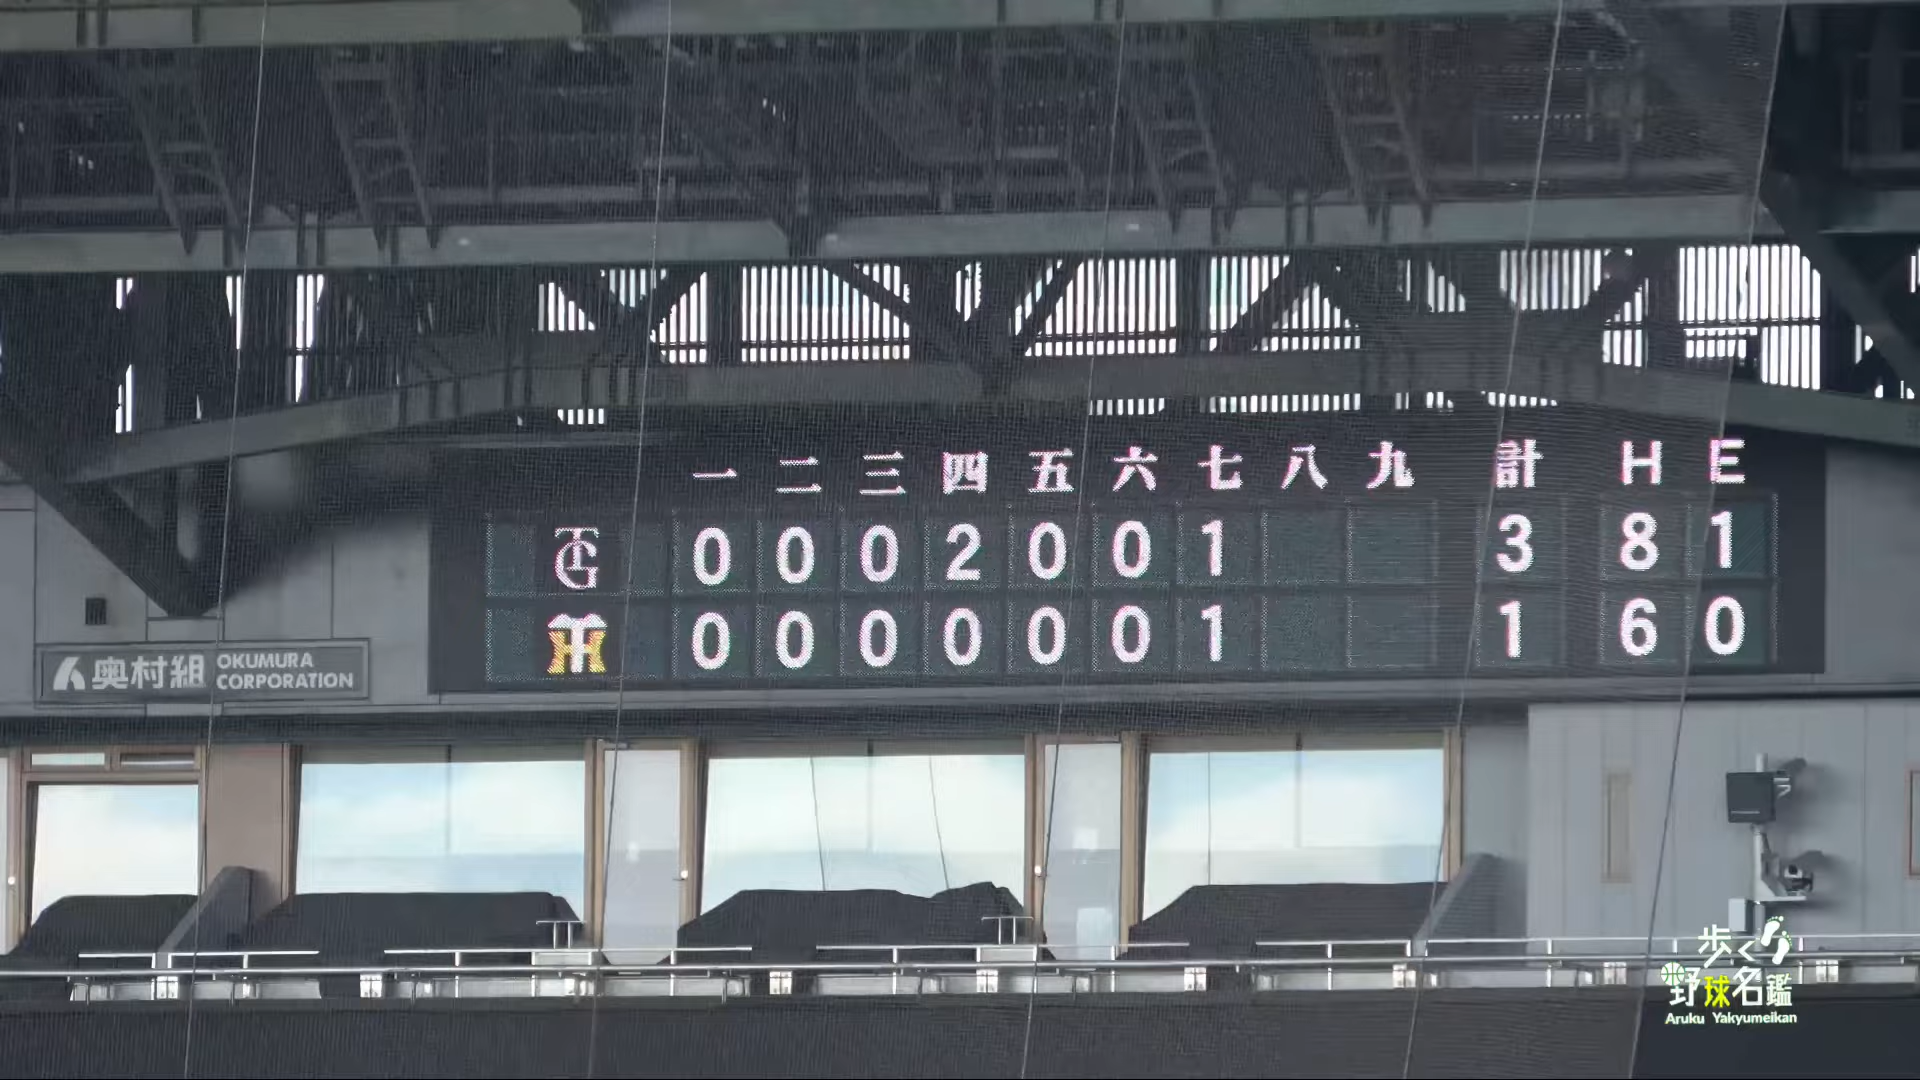 一 二 三 四 五 六 七 八 九 計 H E
TG 0 0 0 2 0 0 1 3 8 1
HT 0 0 0 0 0 0 1 1 6 0
奥村組 OKUMURA CORPORATION
歩く
野球名鑑
Aruku Yakyumeikan